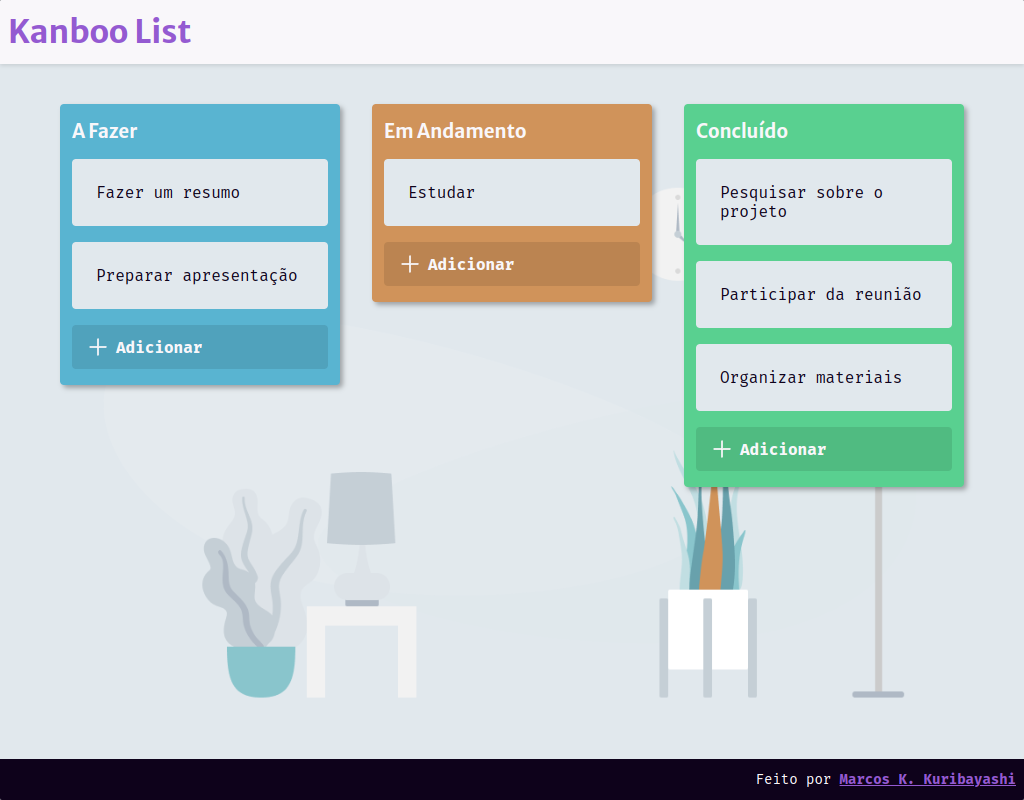 Kanboo List
A Fazer
Fazer um resumo
Preparar apresentação
Adicionar
Em Andamento
Estudar
Adicionar
Concluído
Pesquisar sobre o
projeto
Participar da reunião
Organizar materiais
Adicionar
Feito por Marcos K. Kuribayashi